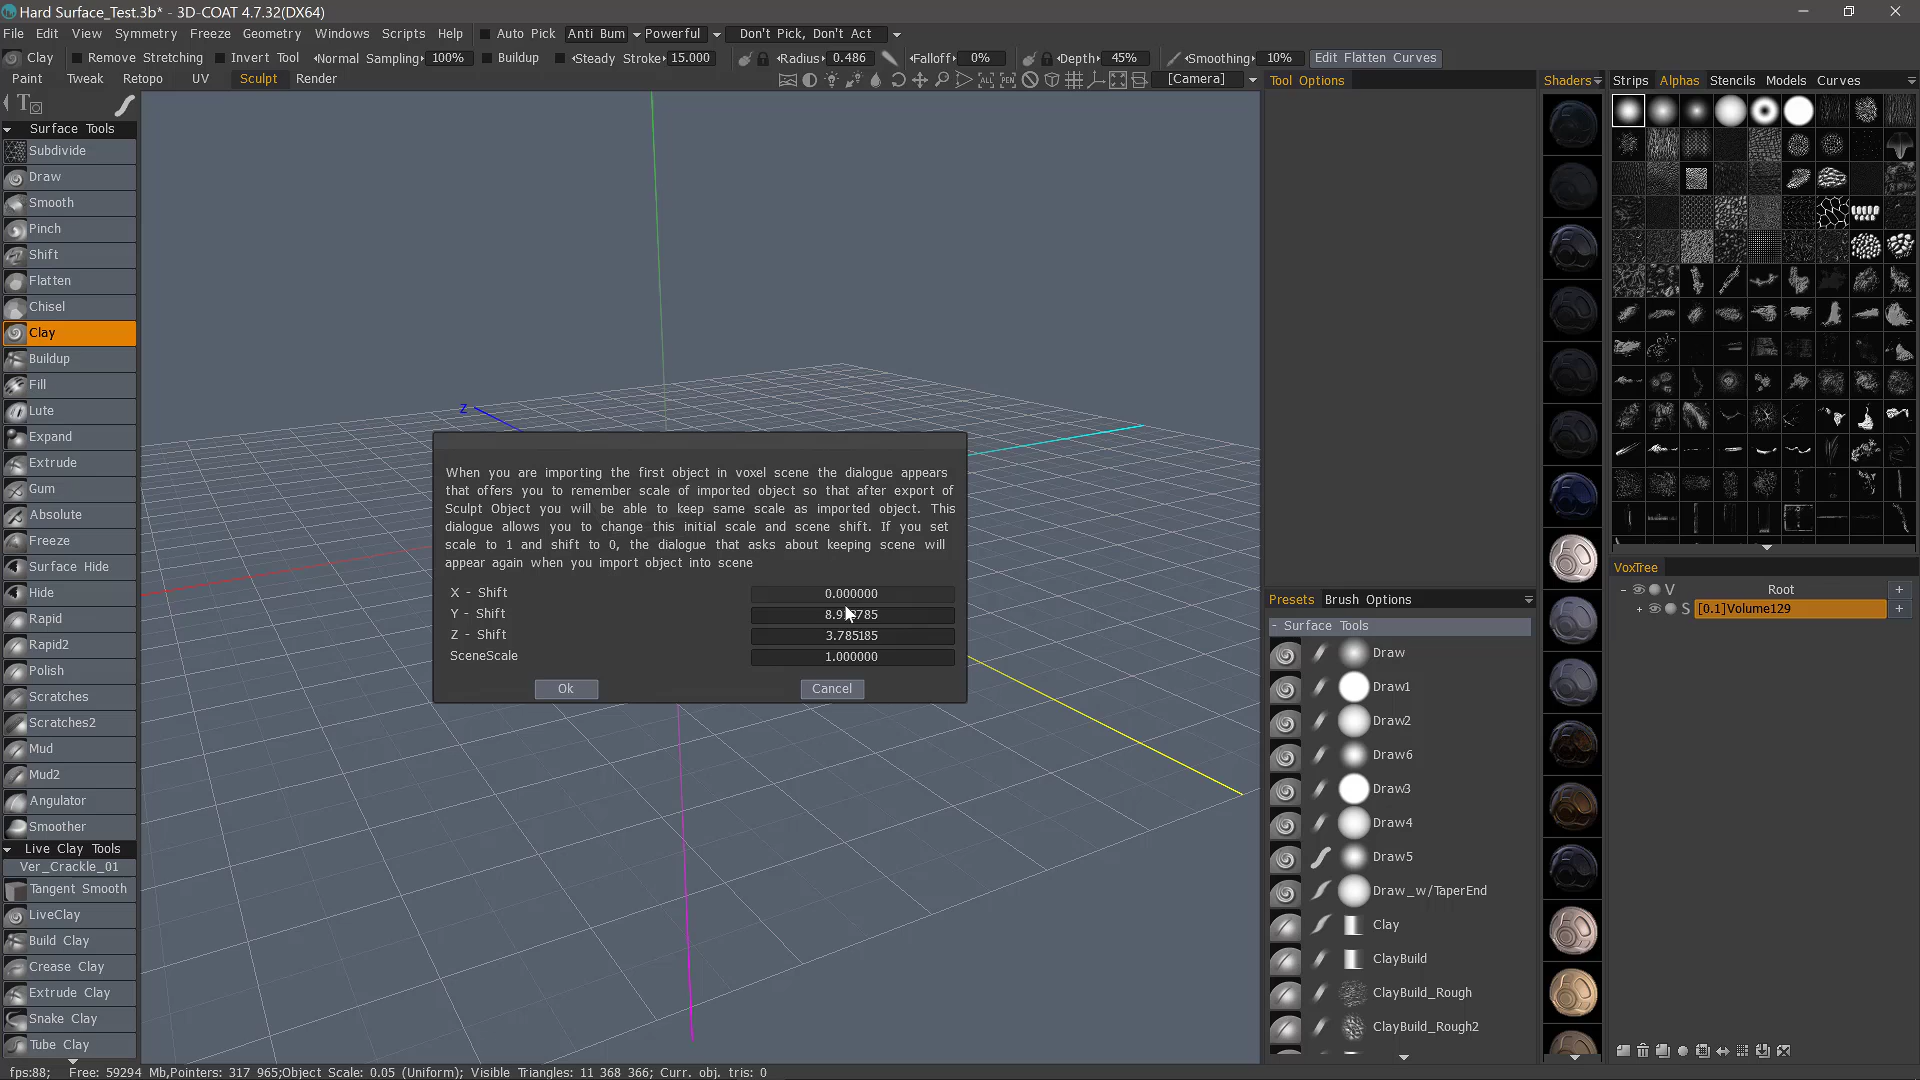 Hard Surface_Test.3b* - 3D-COAT 4.7.32(DX64)
File Edit View Symmetry Freeze Geometry Windows Scripts Help Auto Pick Anti Bum Powerful Don't Pick, Don't Act
Clay Remove Stretching Invert Tool Normal Sampling 100% Buildup Steady Stroke 15.000 Radius 0.486 Falloff 0% Depth 45% Smoothing 10% Edit Flatten Curves
Paint Tweak Retopo UV Sculpt Render [Camera]
Surface Tools
Subdivide
Draw
Smooth
Pinch
Shift
Flatten
Chisel
Clay
Buildup
Fill
Lute
Expand
Extrude
Gum
Absolute
Freeze
Surface Hide
Hide
Rapid
Rapid2
Polish
Scratches
Scratches2
Mud
Mud2
Angulator
Smoother
Live Clay Tools
Ver_Crackle_01
Tangent Smooth
LiveClay
Build Clay
Crease Clay
Extrude Clay
Snake Clay
Tube Clay
Z
When you are importing the first object in voxel scene the dialogue appears
that offers you to remember scale of imported object so that after export of
Sculpt Object you will be able to keep same scale as imported object. This
dialogue allows you to change this initial scale and scene shift. If you set
scale to 1 and shift to 0, the dialogue that asks about keeping scene will
appear again when you import object into scene
X - Shift 0.000000
Y - Shift
Z - Shift 3.785185
SceneScale 1.000000
Ok Cancel
Tool Options
Presets Brush Options
- Surface Tools
Draw
Draw1
Draw2
Draw6
Draw3
Draw4
Draw5
Draw_w/TaperEnd
Clay
ClayBuild
ClayBuild_Rough
ClayBuild_Rough2
Shaders
Strips Alphas Stencils Models Curves
VoxTree
- V Root +
+ S [0.1]Volume129 +
fps:88; Free: 59294 Mb,Pointers: 317 965;Object Scale: 0.05 (Uniform); Visible Triangles: 11 368 366; Curr. obj. tris: 0